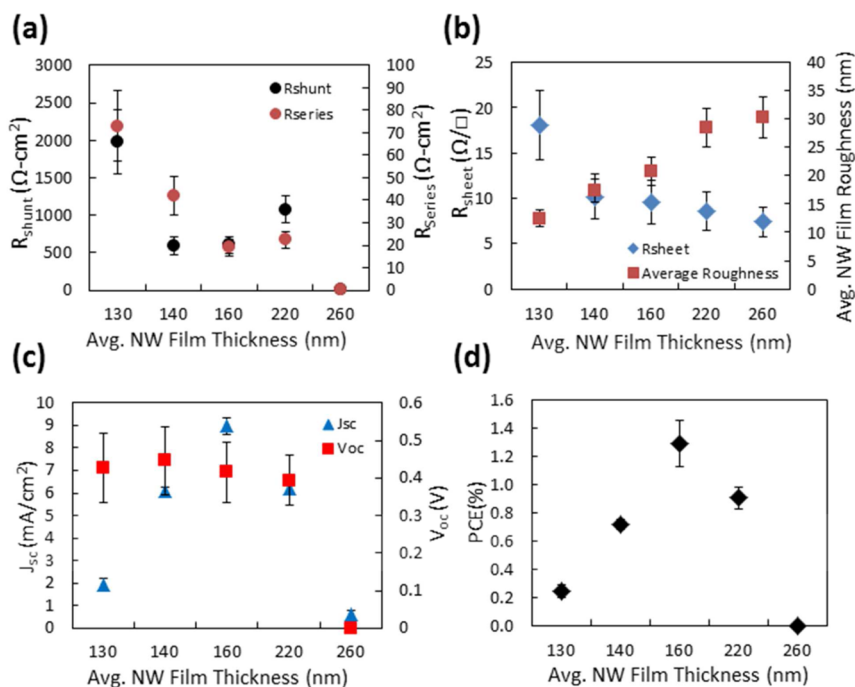 (a)
3000
2500
2000
1500
1000
500
0
Rshunt (Ω-cm²)
100
90
80
70
60
50
40
30
20
10
0
RSeries (Ω-cm²)
Rshunt
Rseries
130 140 160 220 260
Avg. NW Film Thickness (nm)
(b)
25
20
15
10
5
0
Rsheet (Ω/□)
40
35
30
25
20
15
10
5
0
Avg. NW Film Roughness (nm)
Rsheet
Average Roughness
130 140 160 220 260
Avg. NW Film Thickness (nm)
(c)
10
9
8
7
6
5
4
3
2
1
0
Jsc (mA/cm²)
0.6
0.5
0.4
0.3
0.2
0.1
0
Voc (V)
Jsc
Voc
130 140 160 220 260
Avg. NW Film Thickness (nm)
(d)
1.6
1.4
1.2
1.0
0.8
0.6
0.4
0.2
0.0
PCE(%)
130 140 160 220 260
Avg. NW Film Thickness (nm)